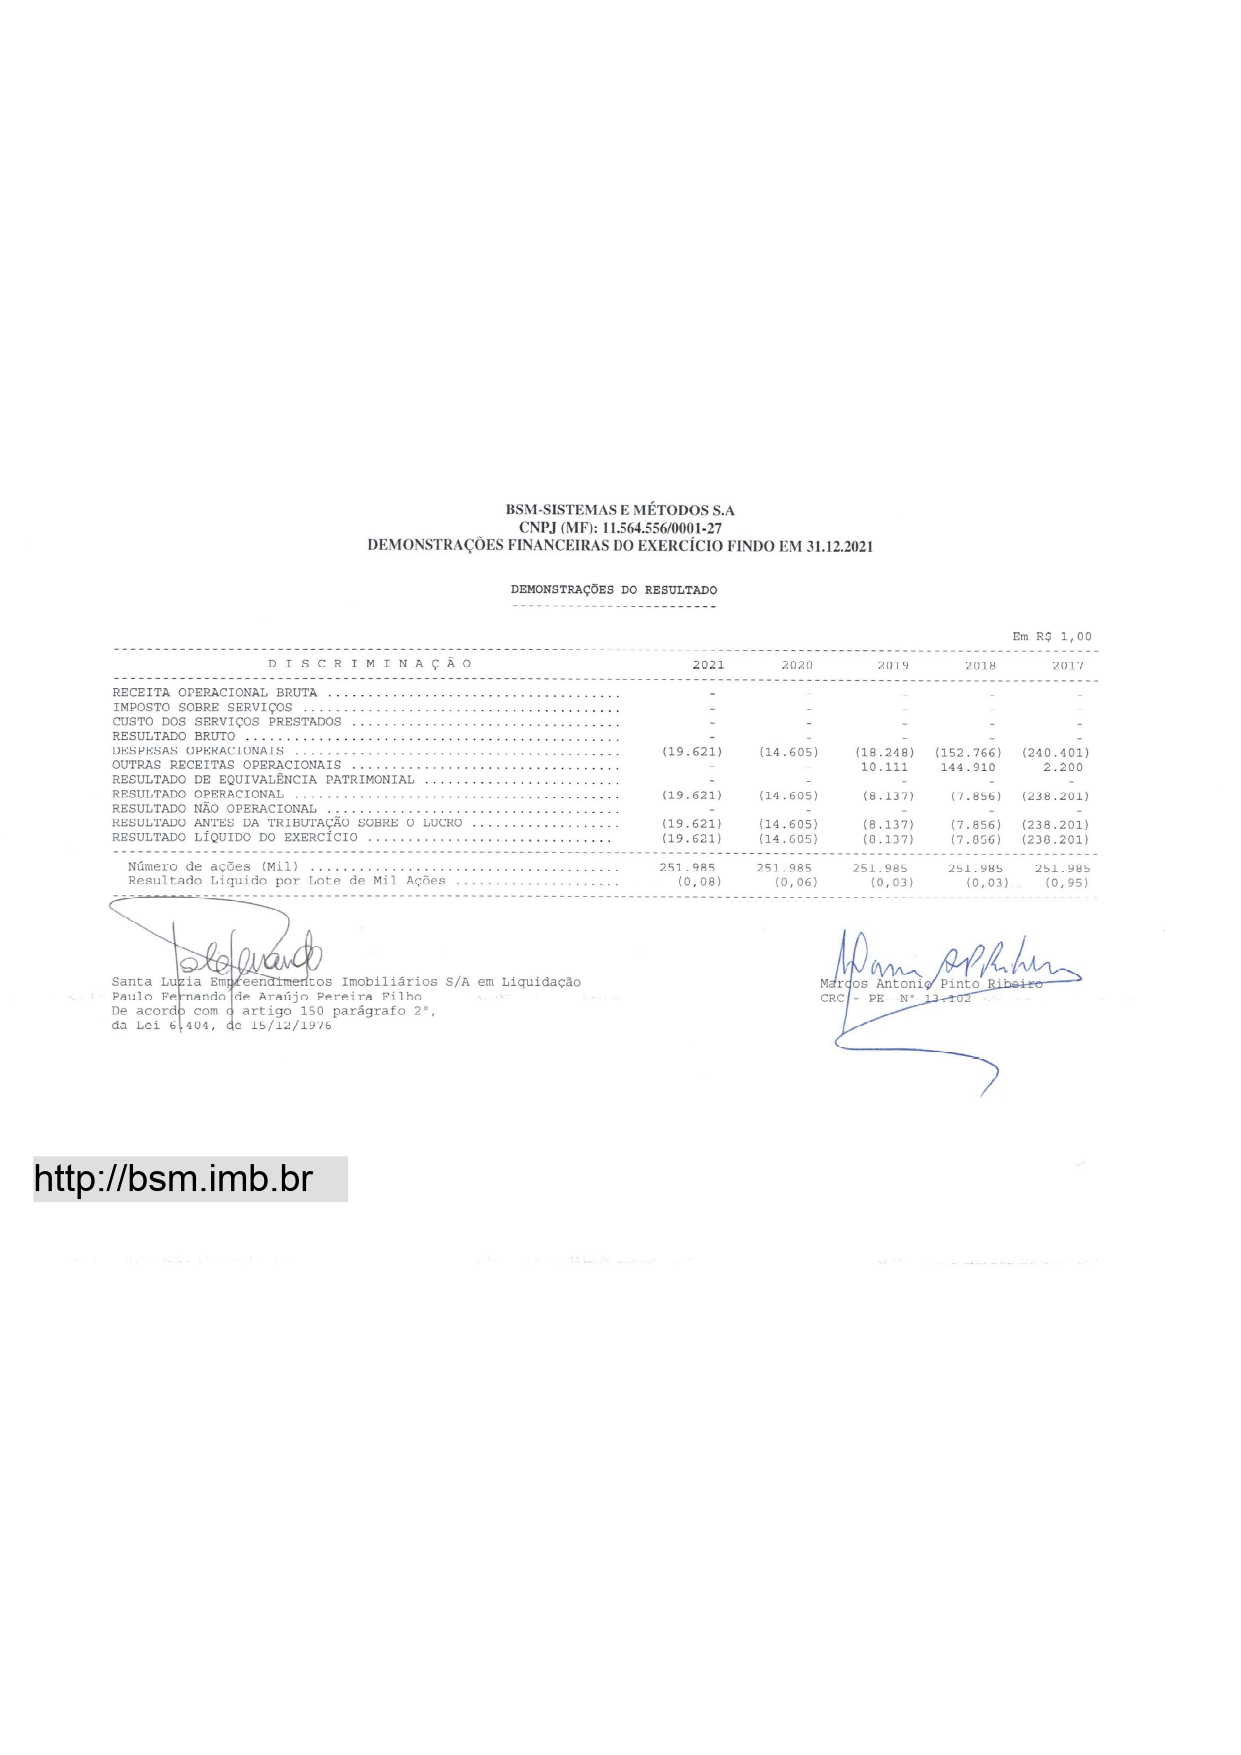 BSM-SISTEMAS E MÉTODOS S.A
CNPJ (MF): 11.564.556/0001-27
DEMONSTRAÇÕES FINANCEIRAS DO EXERCÍCIO FINDO EM 31.12.2021
DEMONSTRAÇÕES DO RESULTADO
-------------------------
Em R$ 1,00
D I S C R I M I N A Ç Ã O 2021 2020 2019 2018 2017
RECEITA OPERACIONAL BRUTA .................................... - - - - -
IMPOSTO SOBRE SERVIÇOS ....................................... - - - - -
CUSTO DOS SERVIÇOS PRESTADOS ................................. - - - - -
RESULTADO BRUTO .............................................. - - - - -
DESPESAS OPERACIONAIS ........................................ (19.621) (14.605) (18.248) (152.766) (240.401)
OUTRAS RECEITAS OPERACIONAIS ................................. - - 10.111 144.910 2.200
RESULTADO DE EQUIVALÊNCIA PATRIMONIAL ........................ - - - - -
RESULTADO OPERACIONAL ........................................ (19.621) (14.605) (8.137) (7.856) (238.201)
RESULTADO NÃO OPERACIONAL .................................... - - - - -
RESULTADO ANTES DA TRIBUTAÇÃO SOBRE O LUCRO ................... (19.621) (14.605) (8.137) (7.856) (238.201)
RESULTADO LÍQUIDO DO EXERCÍCIO .............................. (19.621) (14.605) (8.137) (7.856) (238.201)
Número de ações (Mil) ...................................... 251.985 251.985 251.985 251.985 251.985
Resultado Líquido por Lote de Mil Ações ..................... (0,08) (0,06) (0,03) (0,03) (0,95)
Santa Luzia Empreendimentos Imobiliários S/A em Liquidação
Paulo Fernando de Araújo Pereira Filho
De acordo com o artigo 150 parágrafo 2°,
da Lei 6.404, de 15/12/1976
Marcos Antonio Pinto Ribeiro
CRC - PE N° 13.102
http://bsm.imb.br